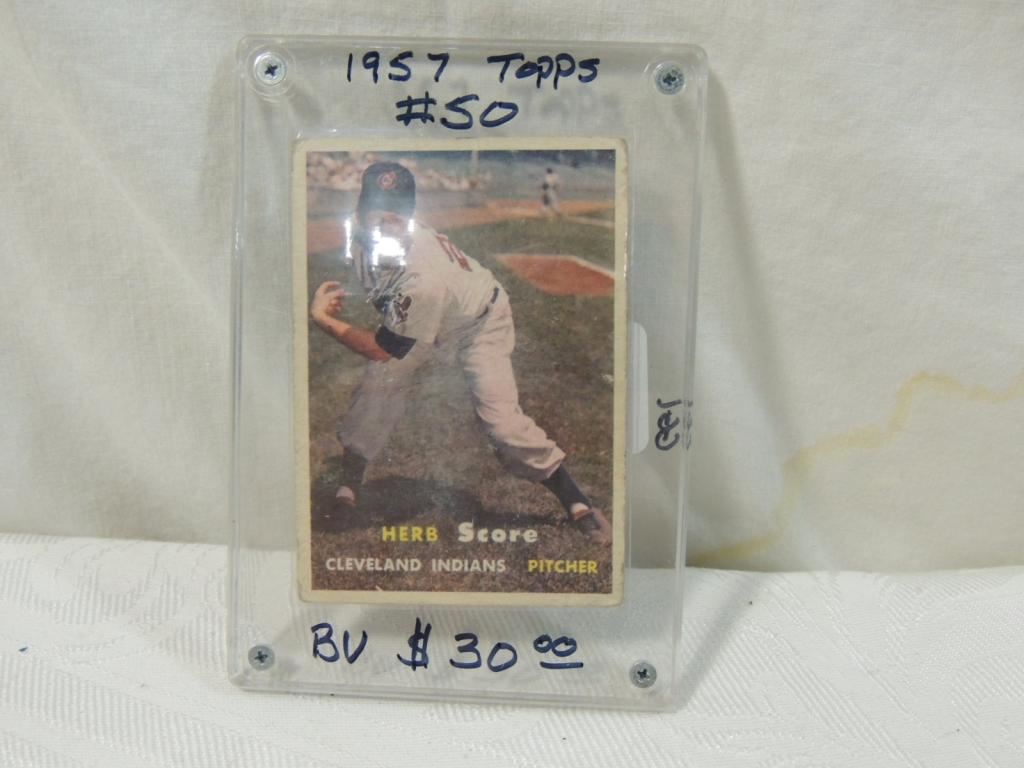 1957 Topps
#50
HERB Score
CLEVELAND INDIANS PITCHER
BV $30.00